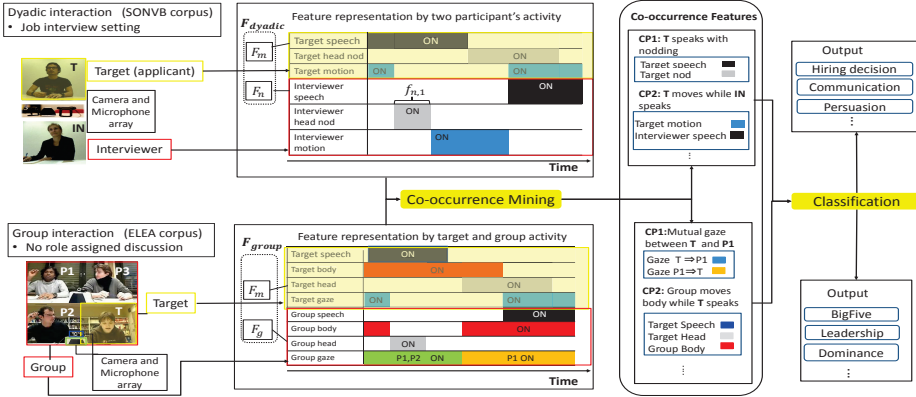 Dyadic interaction (SONVB corpus)
• Job interview setting
T
Target (applicant)
Camera and
Microphone
array
IN
Interviewer
Feature representation by two participant's activity
F_dyadic
F_m
F_n
Target speech
ON
Target head nod
ON
Target motion
ON
ON
Interviewer
speech
f_n,1
ON
Interviewer
head nod
ON
Interviewer
motion
ON
Time
Co-occurrence Mining
Group interaction (ELEA corpus)
• No role assigned discussion
P1
P3
P2
T
Target
Group
Camera and
Microphone
array
Feature representation by target and group activity
F_group
F_m
F_g
Target speech
ON
Target body
ON
Target head
ON
Target gaze
ON
ON
Group speech
ON
Group body
ON
Group head
ON
Group gaze
P1,P2 ON
P1 ON
Time
Co-occurrence Features
CP1: T speaks with
nodding
Target speech
Target nod
CP2: T moves while IN
speaks
Target motion
Interviewer speech
⋮
CP1:Mutual gaze
between T and P1
Gaze T ⇒P1
Gaze P1⇒T
CP2: Group moves
body while T speaks
Target Speech
Target Head
Group Body
⋮
Output
Hiring decision
Communication
Persuasion
⋮
Classification
Output
BigFive
Leadership
Dominance
⋮